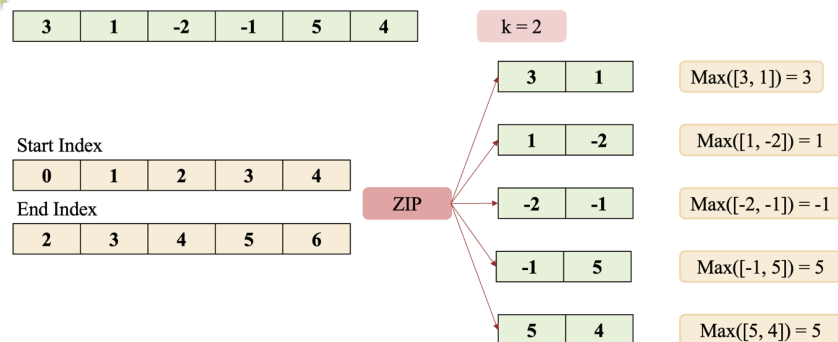 3 1 -2 -1 5 4
k = 2
3 1
Max([3, 1]) = 3
1 -2
Max([1, -2]) = 1
Start Index
0 1 2 3 4
End Index
2 3 4 5 6
ZIP
-2 -1
Max([-2, -1]) = -1
-1 5
Max([-1, 5]) = 5
5 4
Max([5, 4]) = 5